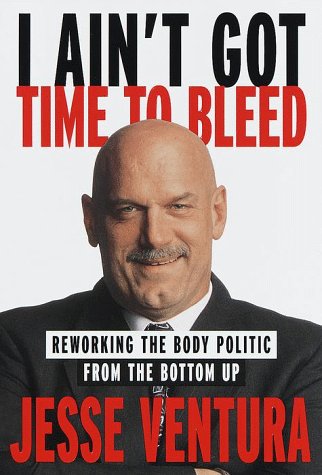 I AIN'T GOT
TIME TO BLEED
REWORKING THE BODY POLITIC
FROM THE BOTTOM UP
JESSE VENTURA